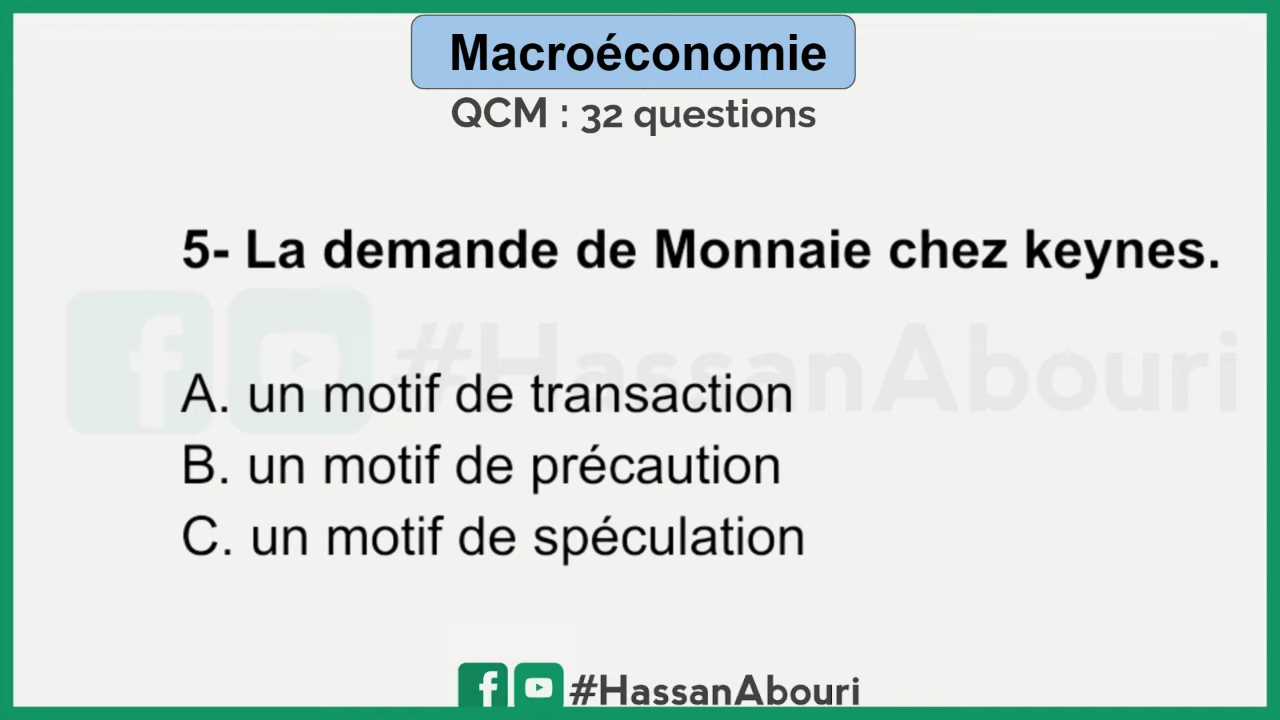 Macroéconomie
QCM : 32 questions
5- La demande de Monnaie chez keynes.
#HassanAbouri
A. un motif de transaction
B. un motif de précaution
C. un motif de spéculation
#HassanAbouri